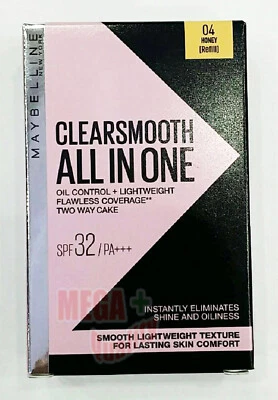 04
HONEY
[Refill]
MAYBELLINE
NEW YORK
CLEARSMOOTH
ALL IN ONE
OIL CONTROL + LIGHTWEIGHT
FLAWLESS COVERAGE**
TWO WAY CAKE
SPF32/PA+++
MEGA
INSTANTLY ELIMINATES
SHINE AND OILINESS
SMOOTH LIGHTWEIGHT TEXTURE
FOR LASTING SKIN COMFORT